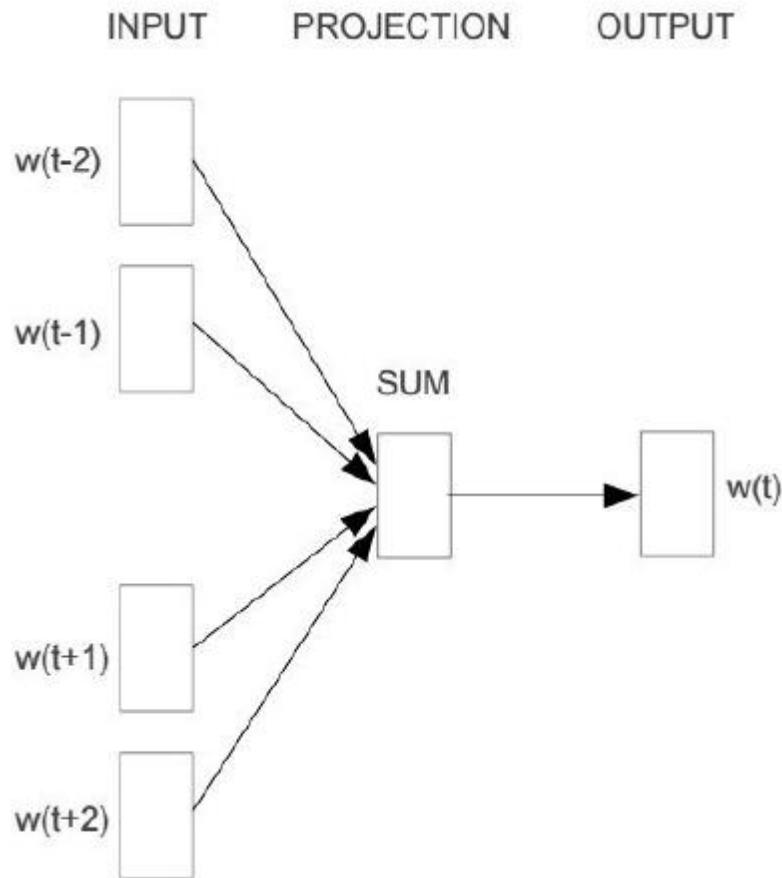 INPUT PROJECTION OUTPUT
w(t-2)
w(t-1)
SUM
w(t)
w(t+1)
w(t+2)